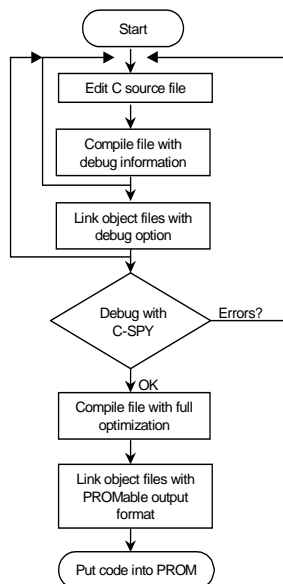 Start
Edit C source file
Compile file with
debug information
Link object files with
debug option
Debug with
C-SPY
Errors?
OK
Compile file with full
optimization
Link object files with
PROMable output
format
Put code into PROM